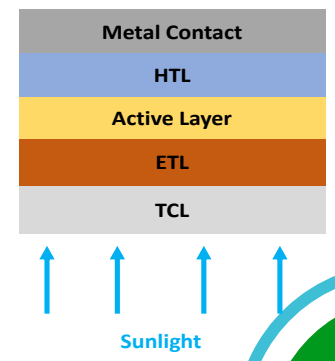 Metal Contact
HTL
Active Layer
ETL
TCL
Sunlight